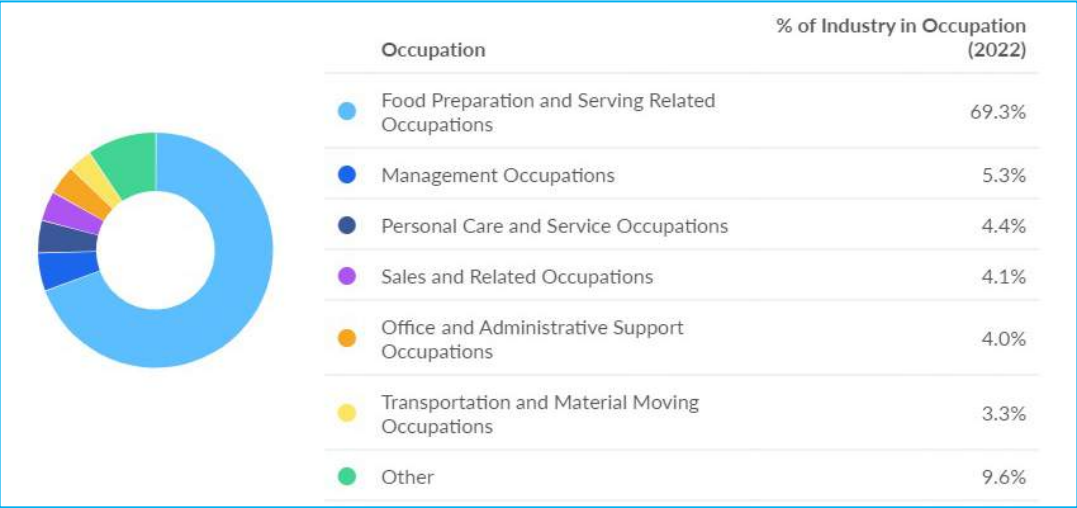 Occupation
% of Industry in Occupation
(2022)
Food Preparation and Serving Related
Occupations
69.3%
Management Occupations
5.3%
Personal Care and Service Occupations
4.4%
Sales and Related Occupations
4.1%
Office and Administrative Support
Occupations
4.0%
Transportation and Material Moving
Occupations
3.3%
Other
9.6%